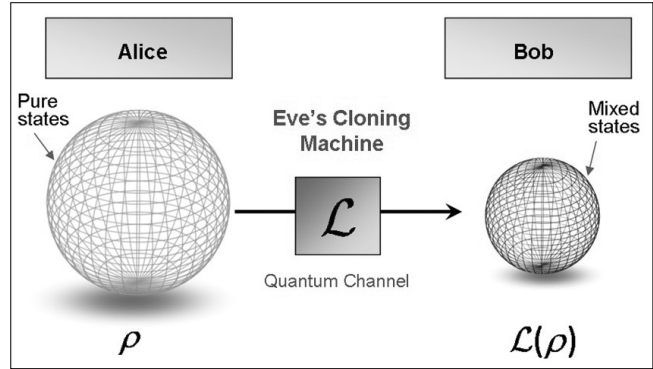 Alice
Bob
Pure
states
Eve's Cloning
Machine
Mixed
states
ℒ
Quantum Channel
ρ
ℒ(ρ)